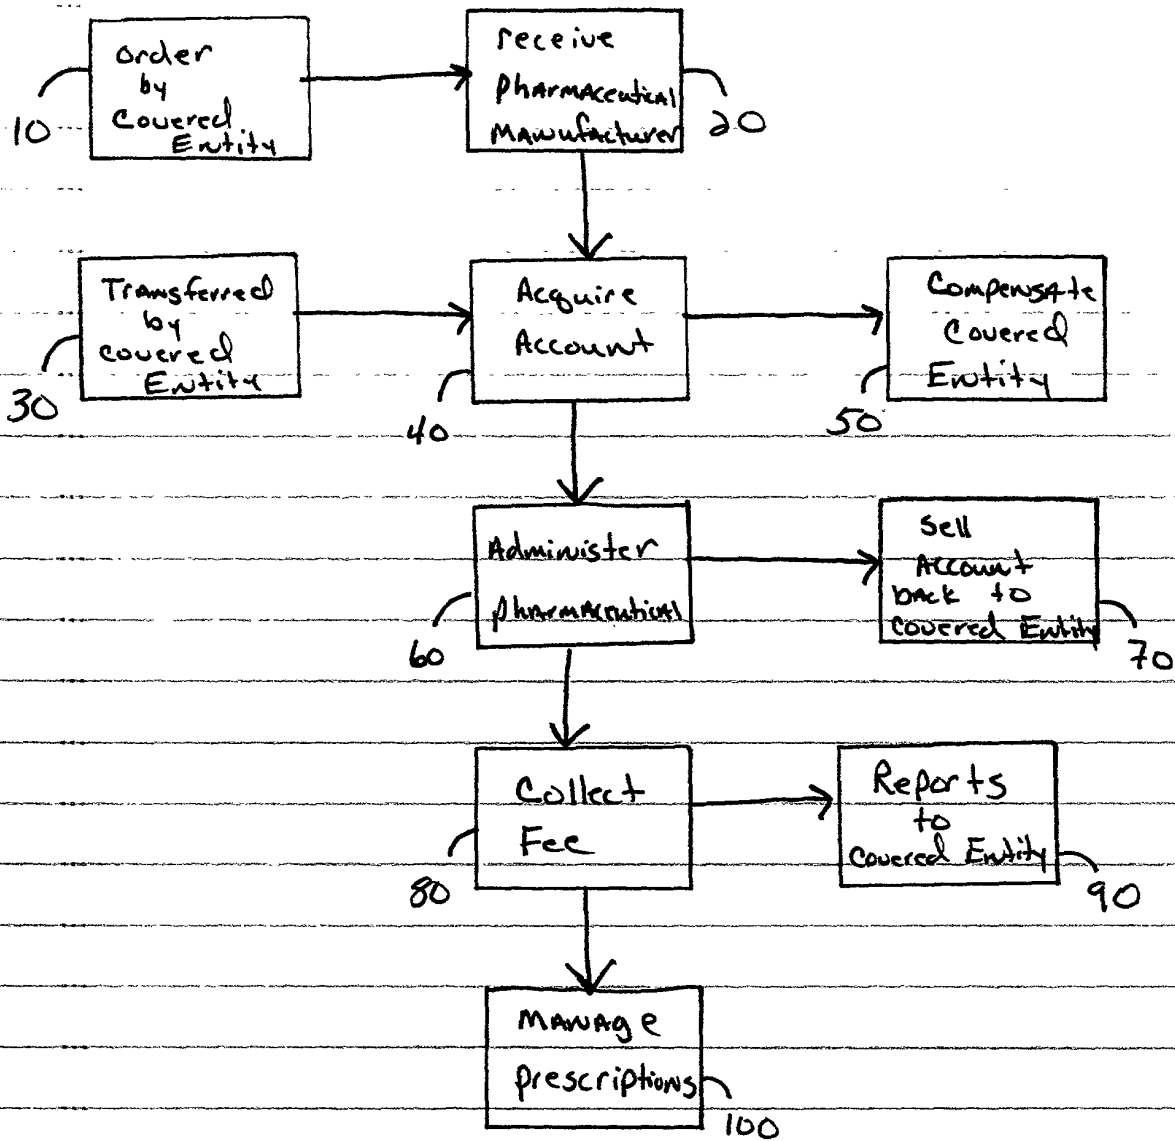 Order
by
Covered
Entity
10
receive
Pharmaceutical
Manufacturer
20
Transferred
by
covered
Entity
30
Acquire
Account
40
Compensate
Covered
Entity
50
Administer
pharmaceutical
60
Sell
Account
back to
covered Entity
70
Collect
Fee
80
Reports
to
covered Entity
90
Manage
prescriptions
100